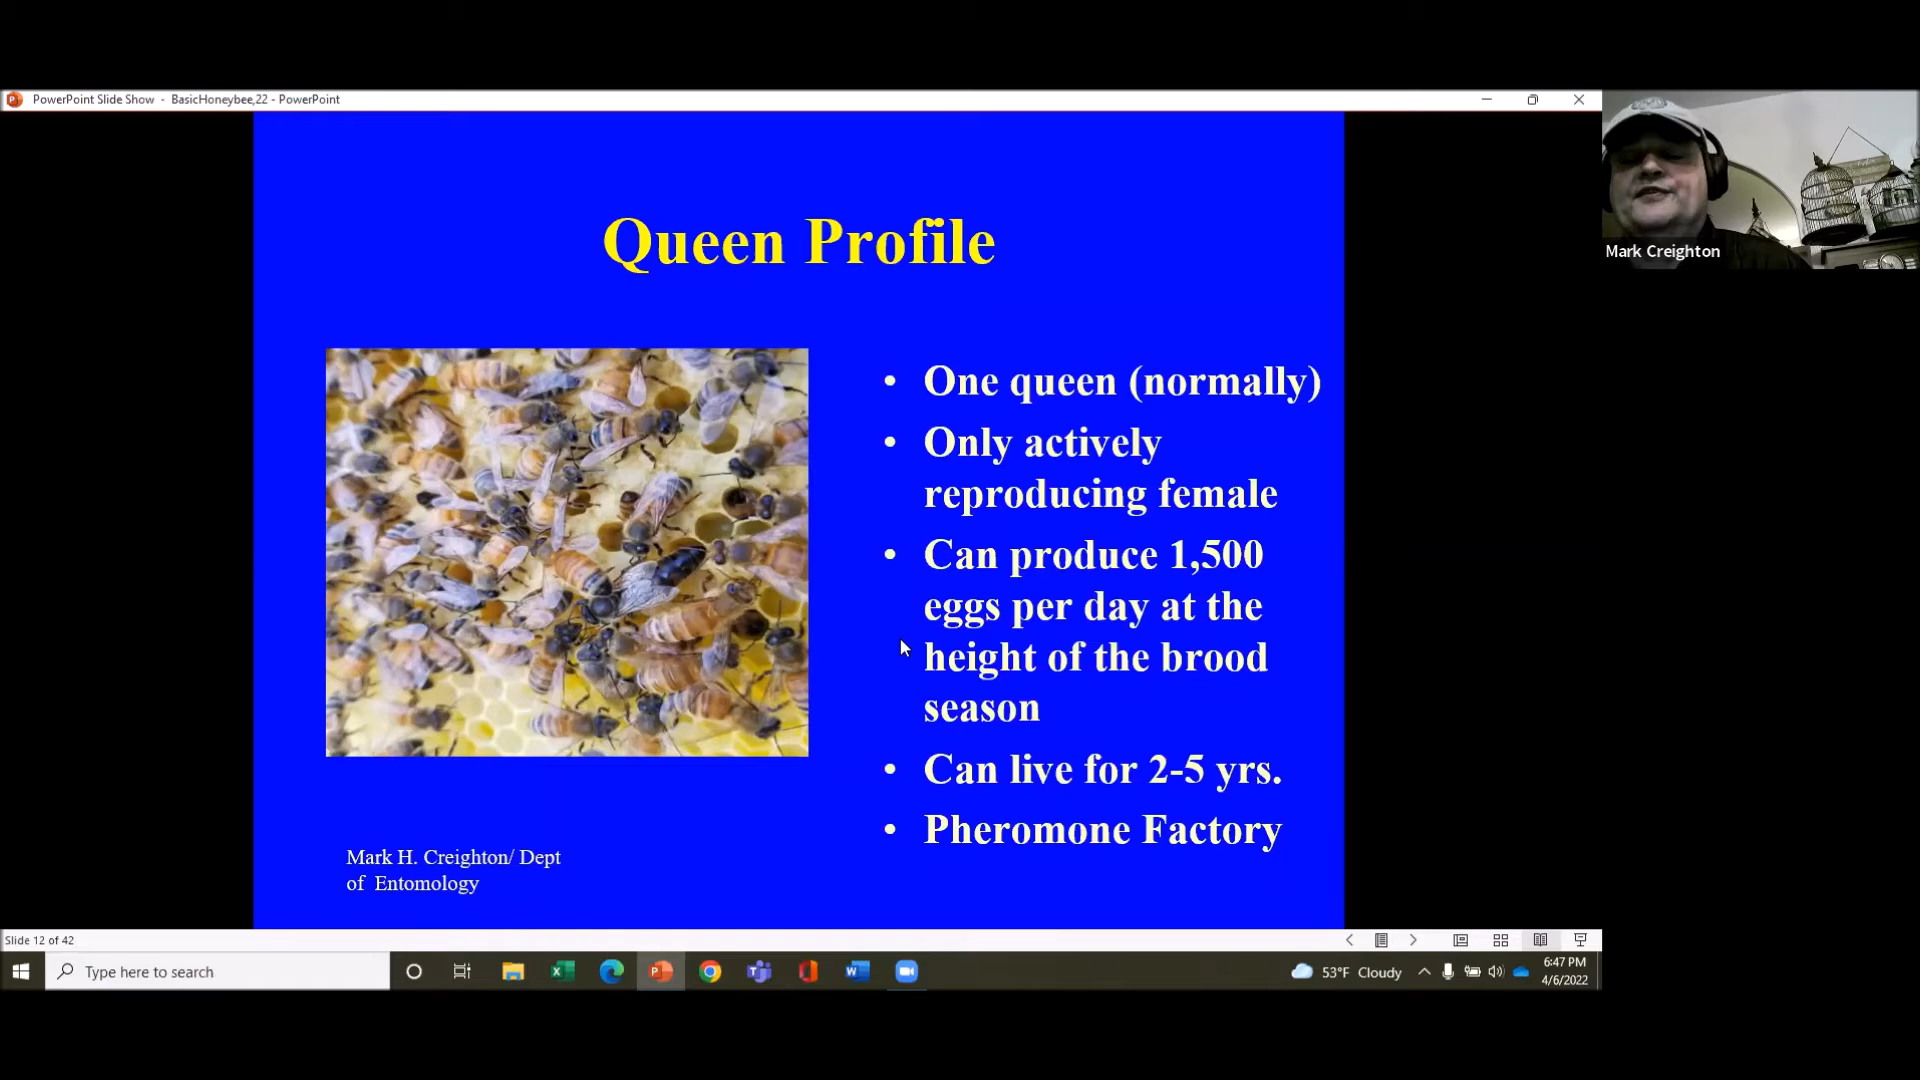 PowerPoint Slide Show - BasicHoneybee,22 - PowerPoint
Mark Creighton
Queen Profile
• One queen (normally)
• Only actively
reproducing female
• Can produce 1,500
eggs per day at the
height of the brood
season
• Can live for 2-5 yrs.
• Pheromone Factory
Mark H. Creighton/ Dept
of Entomology
Slide 12 of 42
Type here to search
53°F Cloudy
6:47 PM
4/6/2022